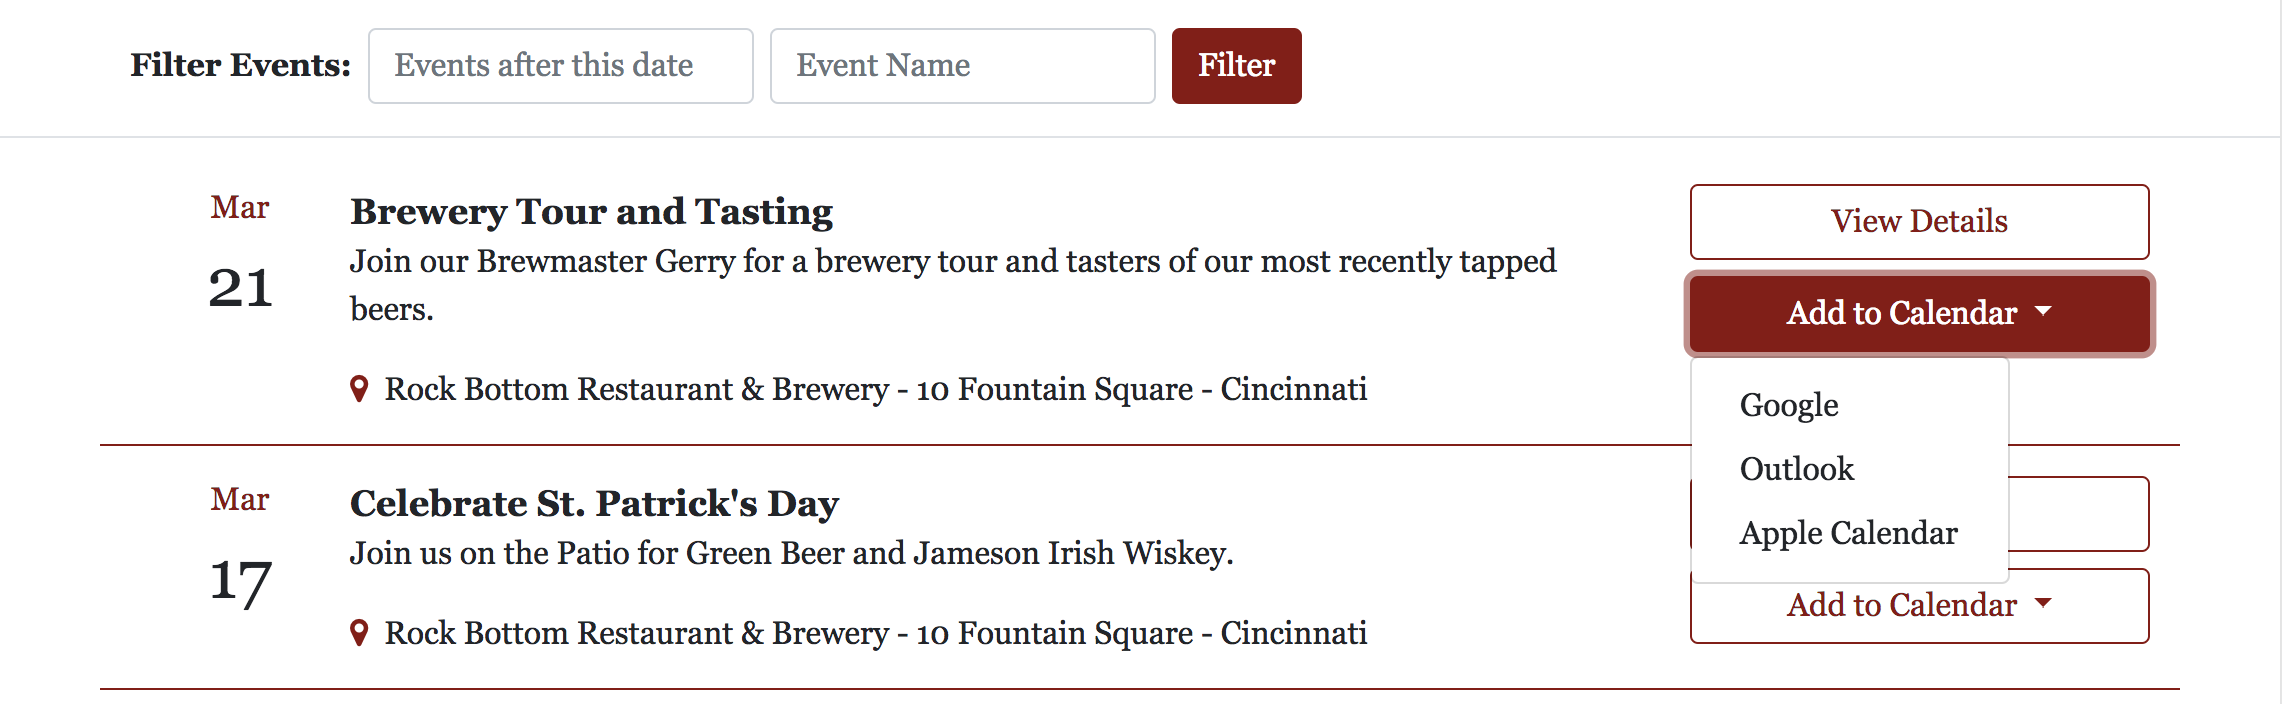 Filter Events: Events after this date Event Name Filter
Mar
21
Brewery Tour and Tasting
Join our Brewmaster Gerry for a brewery tour and tasters of our most recently tapped
beers.
Rock Bottom Restaurant & Brewery - 10 Fountain Square - Cincinnati
View Details
Add to Calendar
Google
Outlook
Apple Calendar
Mar
17
Celebrate St. Patrick's Day
Join us on the Patio for Green Beer and Jameson Irish Wiskey.
Rock Bottom Restaurant & Brewery - 10 Fountain Square - Cincinnati
Add to Calendar